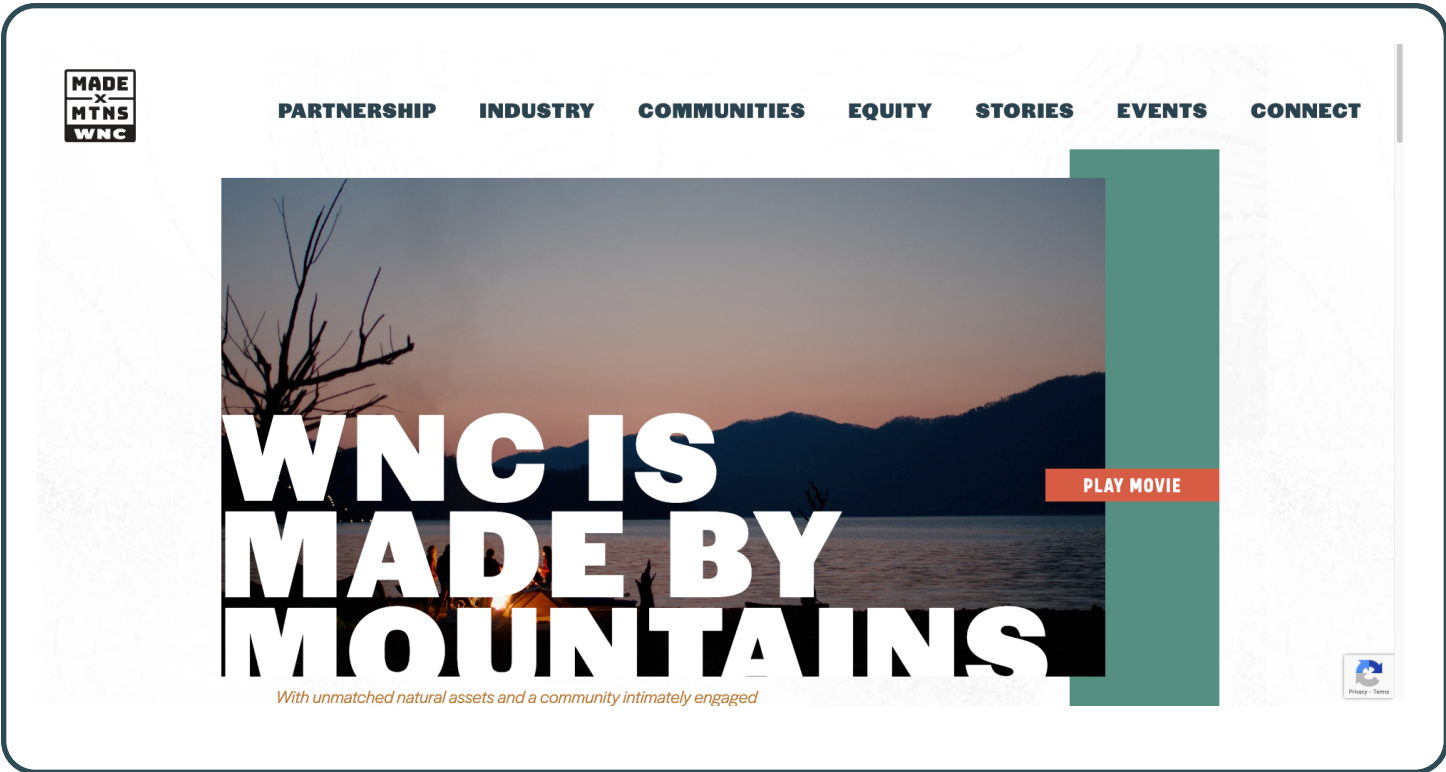 MADE
X
MTNS
WNC
PARTNERSHIP INDUSTRY COMMUNITIES EQUITY STORIES EVENTS CONNECT
WNC IS
MADE BY
MOUNTAINS
PLAY MOVIE
With unmatched natural assets and a community intimately engaged
Privacy - Terms